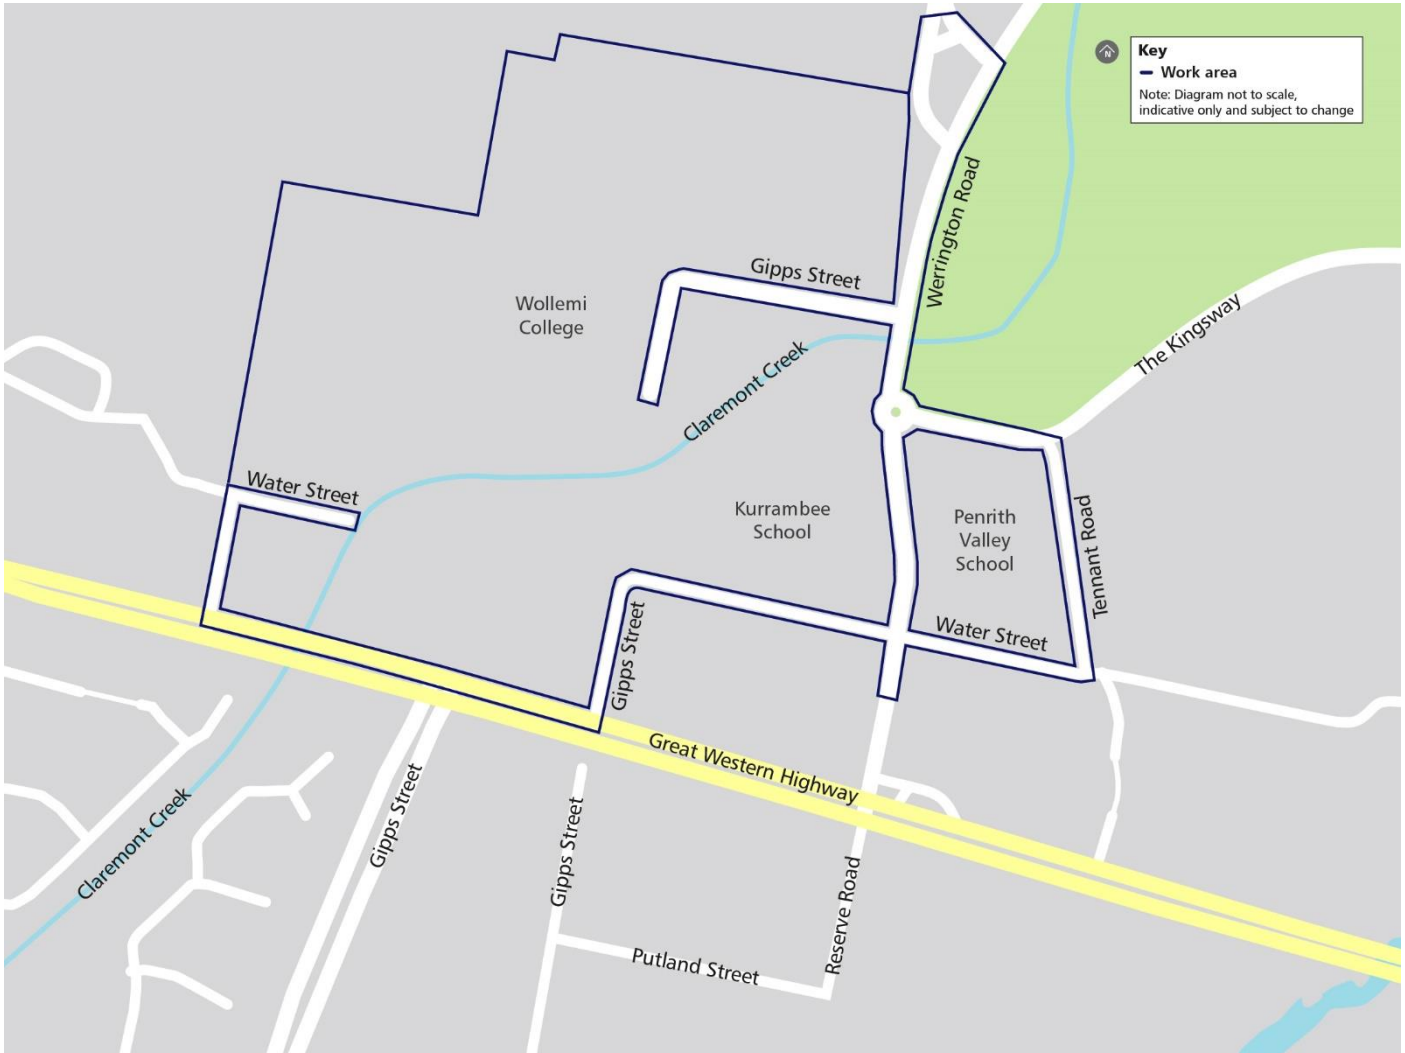 N
Key
Work area
Note: Diagram not to scale,
indicative only and subject to change
Werrington Road
Gipps Street
Wollemi
College
The Kingsway
Claremont Creek
Water Street
Kurrambee
School
Penrith
Valley
School
Tennant Road
Gipps Street
Water Street
Great Western Highway
Claremont Creek
Gipps Street
Gipps Street
Reserve Road
Putland Street